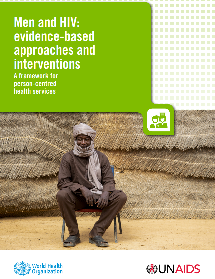 Men and HIV:
evidence-based
approaches and
interventions
A framework for
person-centred
health services
World Health
Organization
UNAIDS